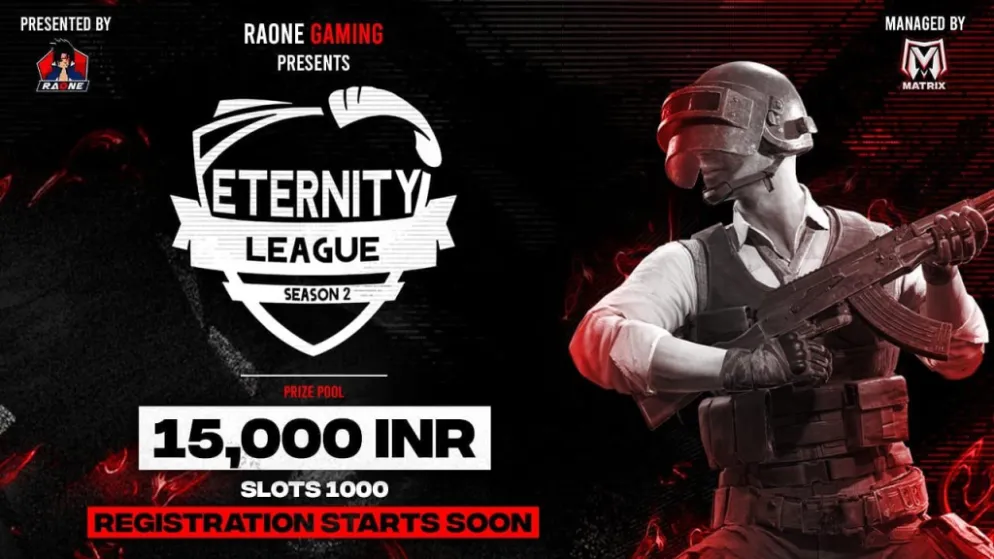 PRESENTED BY
RAONE
RAONE GAMING
PRESENTS
MANAGED BY
MATRIX
ETERNITY
LEAGUE
SEASON 2
PRIZE POOL
15,000 INR
SLOTS 1000
REGISTRATION STARTS SOON